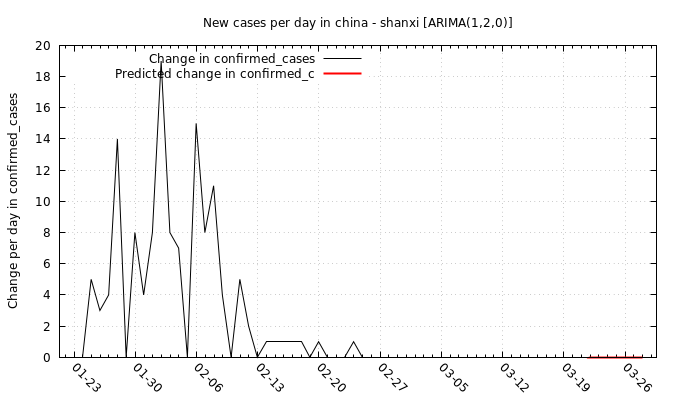 New cases per day in china - shanxi [ARIMA(1,2,0)]
Change in confirmed_cases
Predicted change in confirmed_c
Change per day in confirmed_cases
20
18
16
14
12
10
8
6
4
2
0
01-23 01-30 02-06 02-13 02-20 02-27 03-05 03-12 03-19 03-26